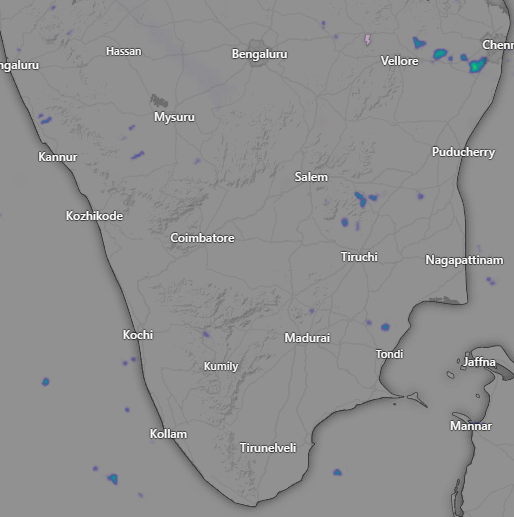 Hassan
Bengaluru
Chenn
ngaluru
Vellore
Mysuru
Kannur
Puducherry
Salem
Kozhikode
Coimbatore
Tiruchi
Nagapattinam
Kochi
Madurai
Tondi
Kumily
Jaffna
Mannar
Kollam
Tirunelveli